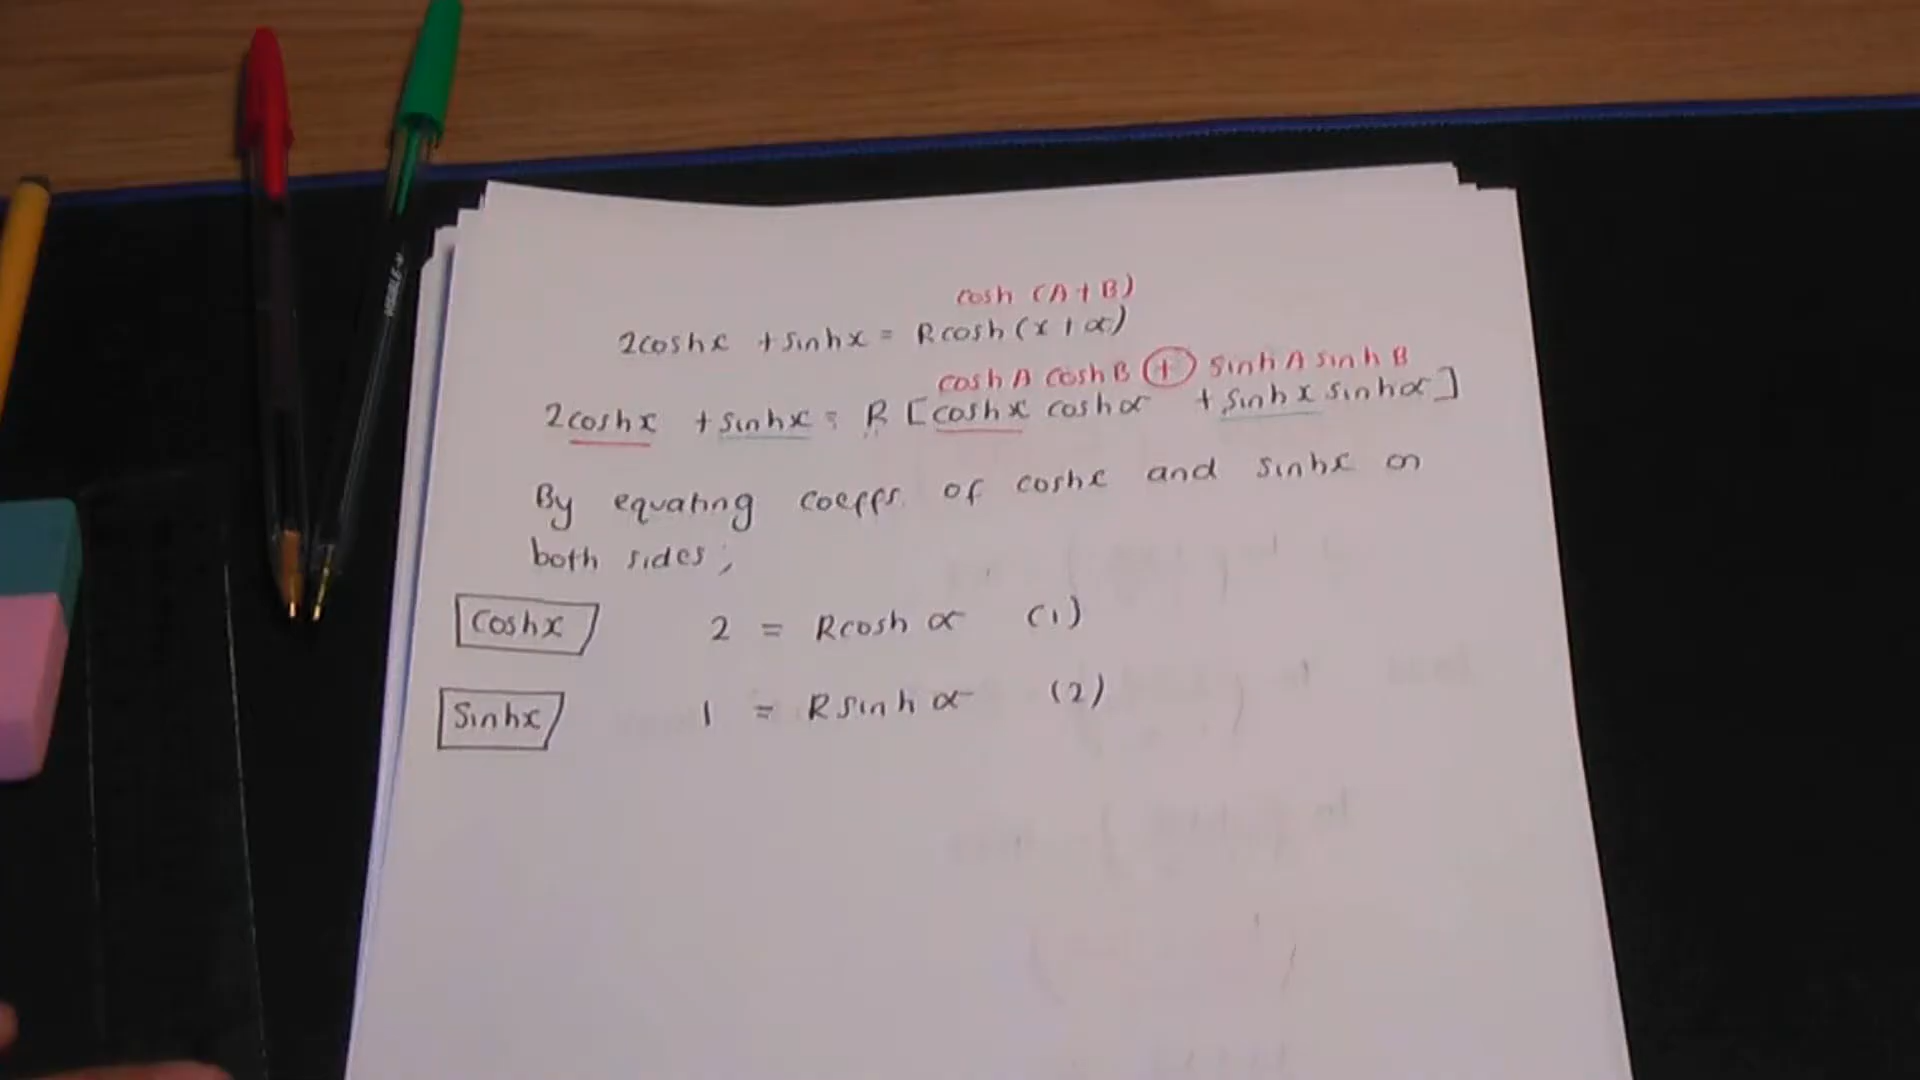 cosh (A + B)
2coshx + sinhx = Rcosh (x + α)
coshA coshB + sinhA sinhB
2coshx + sinhx = R [coshx coshα + sinhx sinhα]
By equating coeffs. of coshx and sinhx on
both sides;
Coshx 2 = Rcosh α (1)
Sinhx 1 = Rsinh α (2)